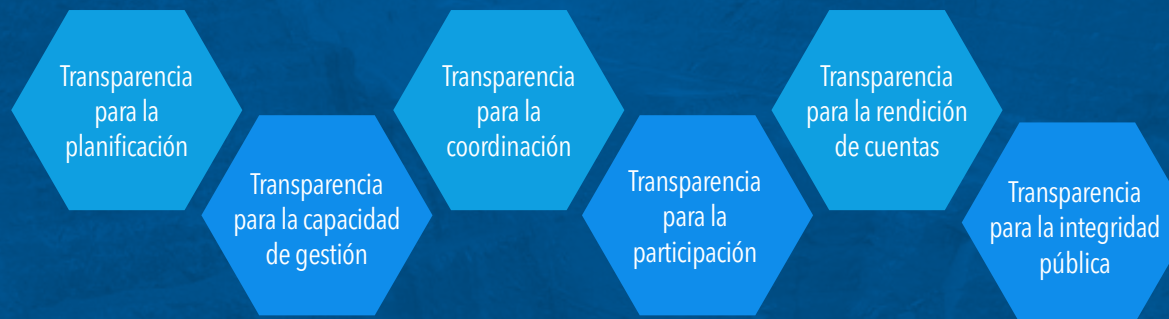 Transparencia
para la
planificación
Transparencia
para la capacidad
de gestión
Transparencia
para la
coordinación
Transparencia
para la
participación
Transparencia
para la rendición
de cuentas
Transparencia
para la integridad
pública